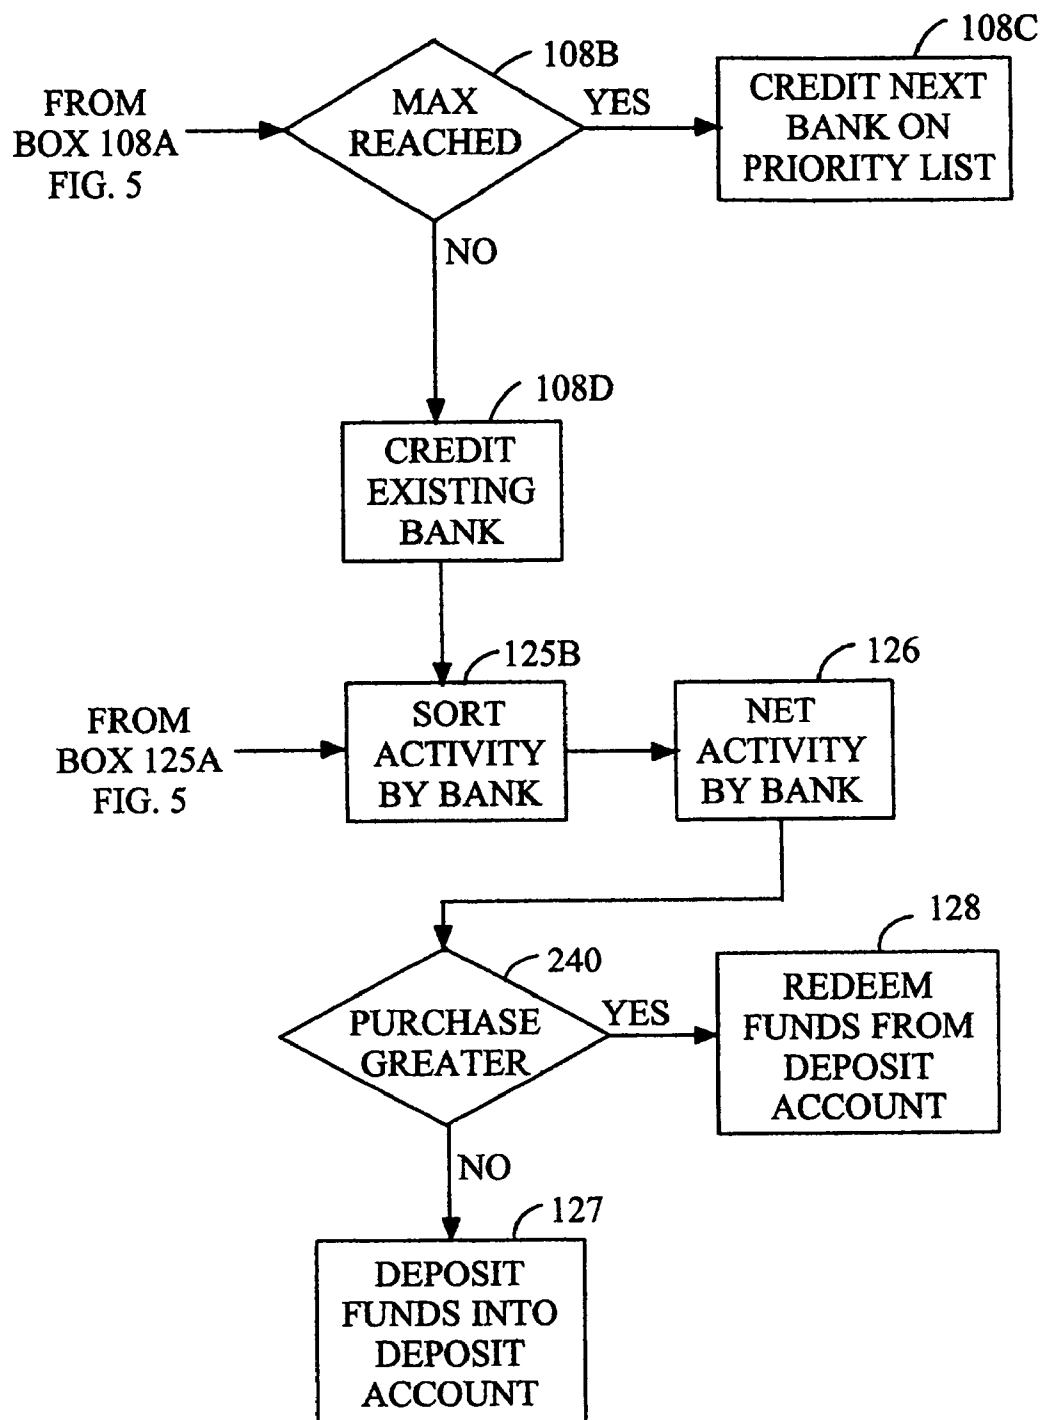 108C
108B
FROM
BOX 108A
FIG. 5
MAX
REACHED
YES
CREDIT NEXT
BANK ON
PRIORITY LIST
NO
108D
CREDIT
EXISTING
BANK
125B
126
FROM
BOX 125A
FIG. 5
SORT
ACTIVITY
BY BANK
NET
ACTIVITY
BY BANK
128
240
PURCHASE
GREATER
YES
REDEEM
FUNDS FROM
DEPOSIT
ACCOUNT
NO
127
DEPOSIT
FUNDS INTO
DEPOSIT
ACCOUNT